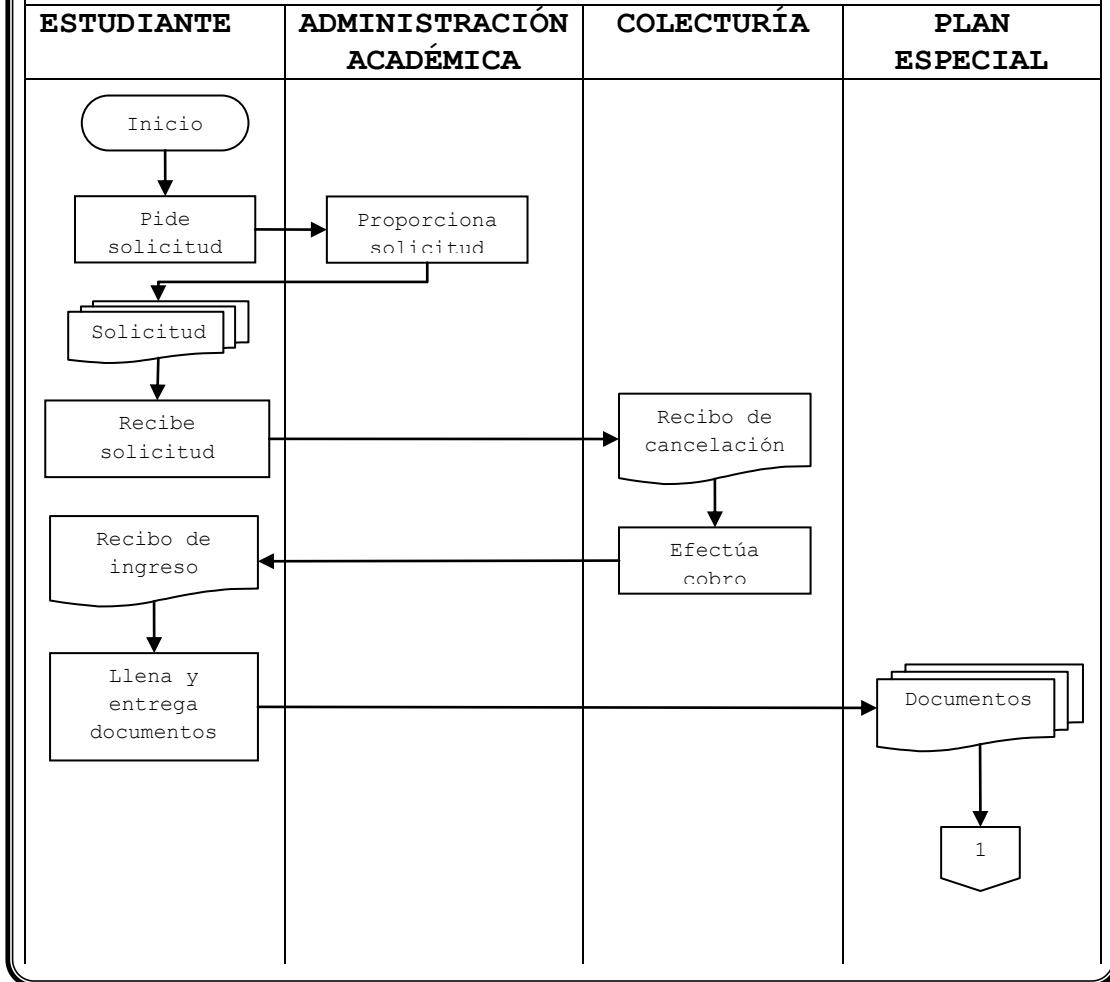 ESTUDIANTE
ADMINISTRACIÓN
ACADÉMICA
COLECTURÍA
PLAN
ESPECIAL
Inicio
Pide
solicitud
Proporciona
solicitud
Solicitud
Recibe
solicitud
Recibo de
cancelación
Recibo de
ingreso
Efectúa
cobro
Llena y
entrega
documentos
Documentos
1